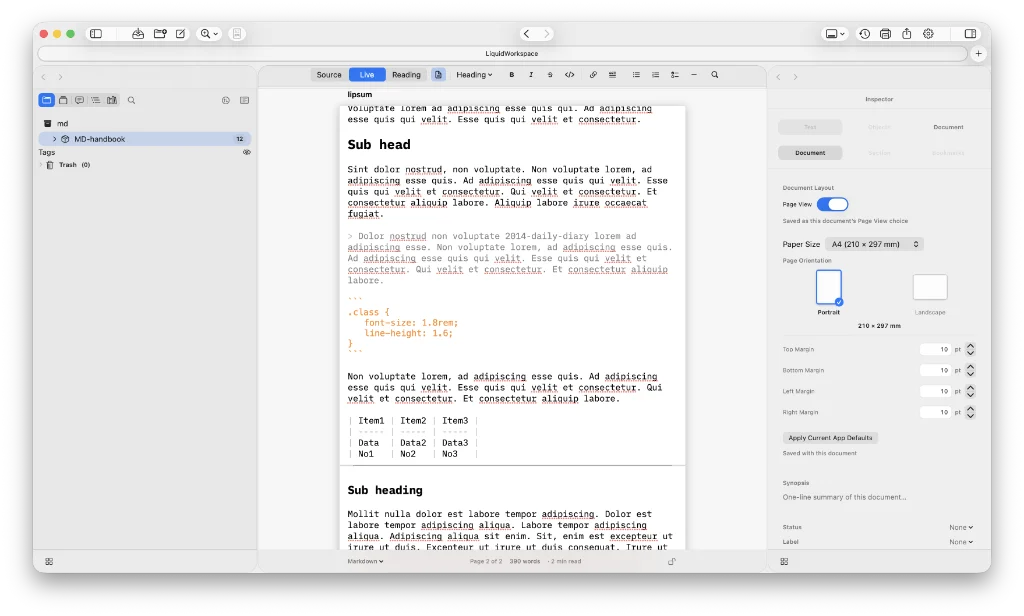 LiquidWorkspace
md
MD-handbook
12
Tags
Trash (0)
Source Live Reading Heading B I S </>
lipsum
voluptate lorem ad adipiscing esse quis qui. Ad adipiscing
esse quis qui velit. Esse quis qui velit et consectetur.
Sub head
Sint dolor nostrud, non voluptate. Non voluptate lorem, ad
adipiscing esse quis. Ad adipiscing esse quis qui velit. Esse
quis qui velit et consectetur. Qui velit et consectetur. Et
consectetur aliquip labore. Aliquip labore irure occaecat
fugiat.
> Dolor nostrud non voluptate 2014-daily-diary lorem ad
adipiscing esse. Non voluptate lorem, ad adipiscing esse quis.
Ad adipiscing esse quis qui velit. Esse quis qui velit et
consectetur. Qui velit et consectetur. Et consectetur aliquip
labore.
```
.class {
font-size: 1.8rem;
line-height: 1.6;
}
```
Non voluptate lorem, ad adipiscing esse quis. Ad adipiscing
esse quis qui velit. Esse quis qui velit et consectetur. Qui
velit et consectetur. Et consectetur aliquip labore.
| Item1 | Item2 | Item3 |
| ----- | ----- | ----- |
| Data | Data2 | Data3 |
| No1 | No2 | No3 |
Sub heading
Mollit nulla dolor est labore tempor adipiscing. Dolor est
labore tempor adipiscing aliqua. Labore tempor adipiscing
aliqua. Adipiscing aliqua sit enim. Sit, enim est excepteur ut
irure ut duis. Excepteur ut irure ut duis consequat. Irure ut
Markdown
Page 2 of 2 390 words · 2 min read
Inspector
Text Document
Document Section Bookmarks
Document Layout
Page View
Saved as this document's Page View choice
Paper Size A4 (210 × 297 mm)
Page Orientation
Portrait Landscape
210 × 297 mm
Top Margin 10 pt
Bottom Margin 10 pt
Left Margin 10 pt
Right Margin 10 pt
Apply Current App Defaults
Saved with this document
Synopsis
One-line summary of this document...
Status None
Label None